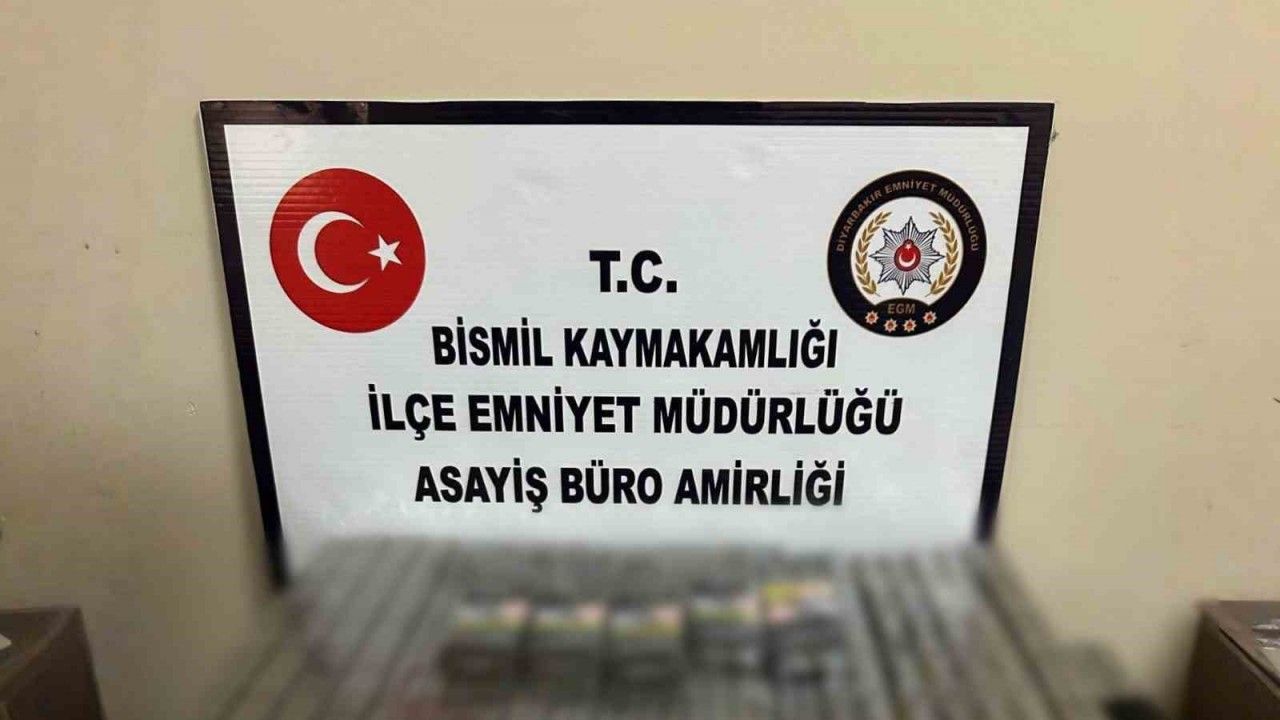 DİYARBAKIR EMNİYET MÜDÜRLÜĞÜ
EGM
T.C.
BİSMİL KAYMAKAMLIĞI
İLÇE EMNİYET MÜDÜRLÜĞÜ
ASAYİŞ BÜRO AMİRLİĞİ